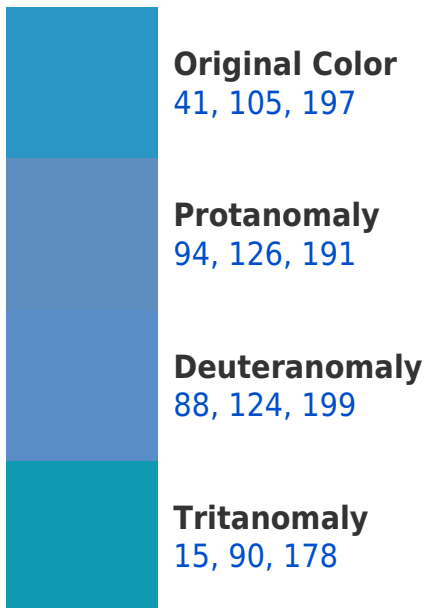 Original Color
41, 105, 197
Protanomaly
94, 126, 191
Deuteranomaly
88, 124, 199
Tritanomaly
15, 90, 178